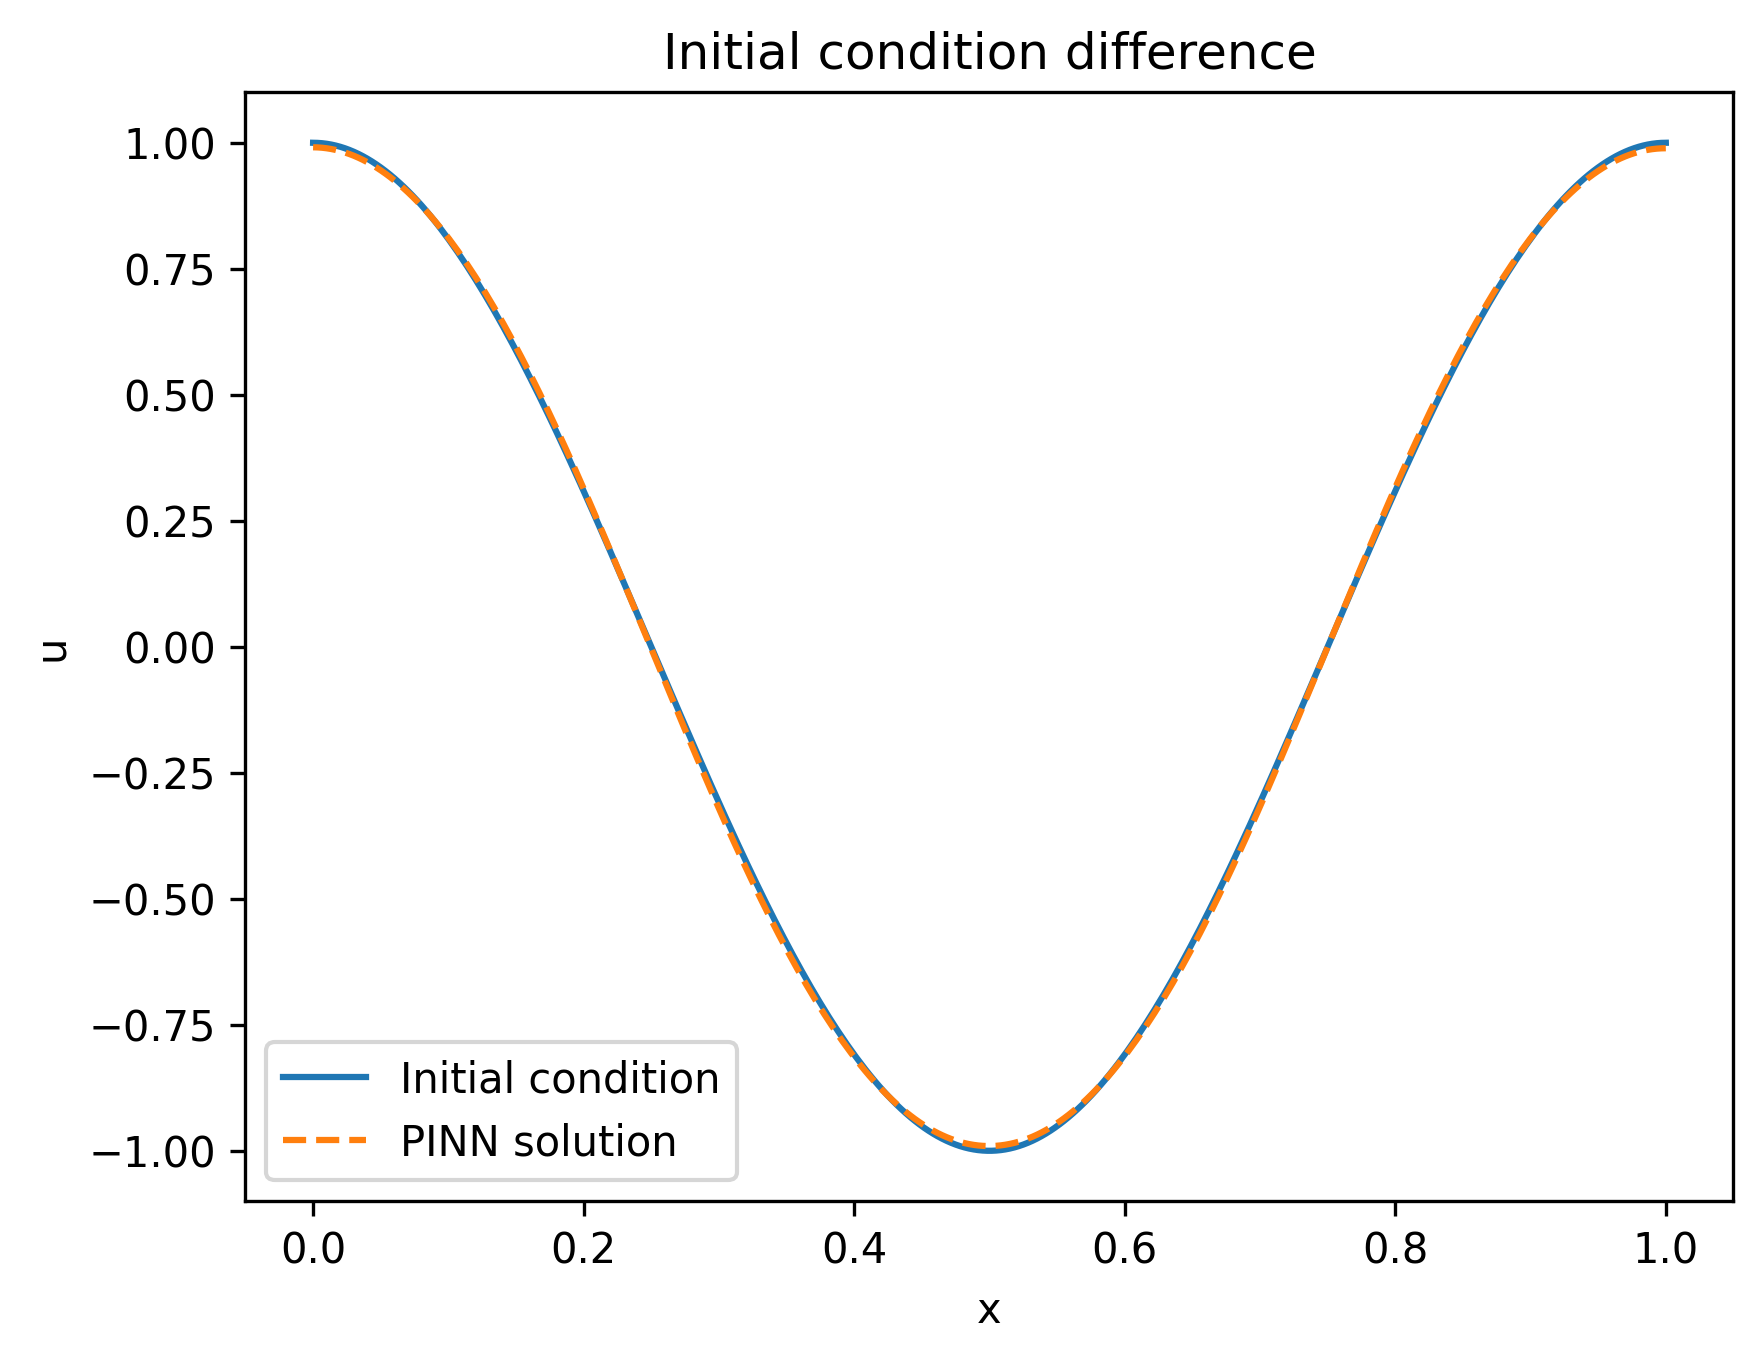 Initial condition difference
1.00
0.75
0.50
0.25
0.00
−0.25
−0.50
−0.75
−1.00
u
Initial condition
PINN solution
0.0 0.2 0.4 0.6 0.8 1.0
x